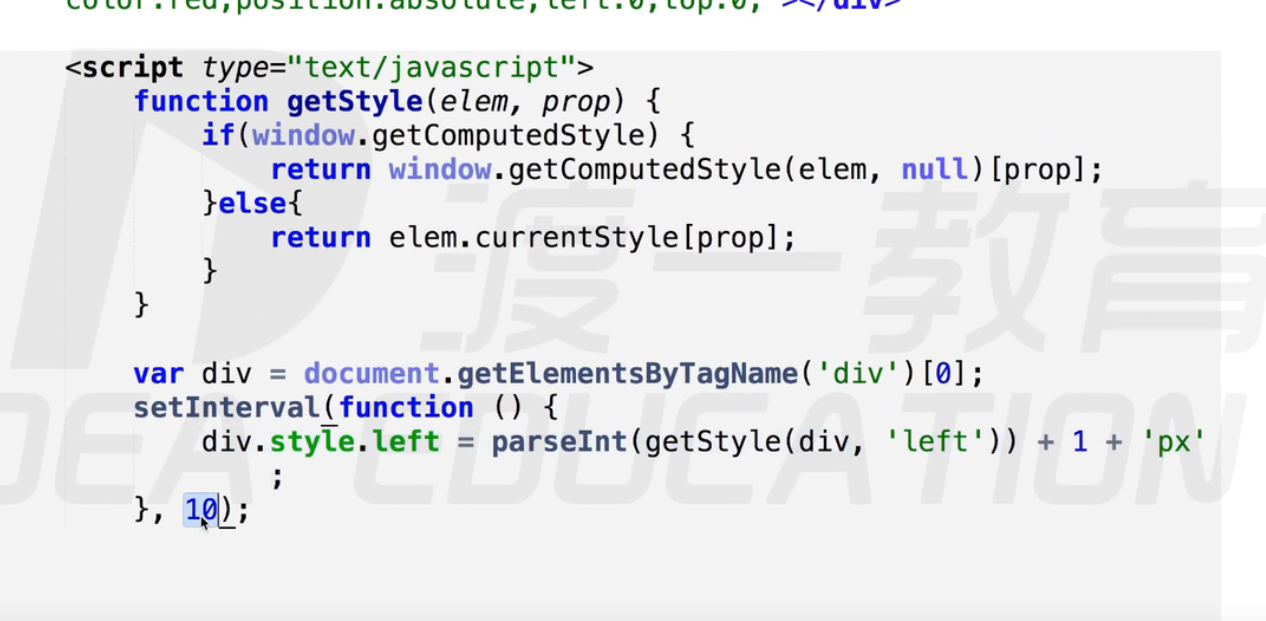 color:red;position:absolute;left:0;top:0;"></div>
<script type="text/javascript">
function getStyle(elem, prop) {
if(window.getComputedStyle) {
return window.getComputedStyle(elem, null)[prop];
}else{
return elem.currentStyle[prop];
}
}
var div = document.getElementsByTagName('div')[0];
setInterval(function () {
div.style.left = parseInt(getStyle(div, 'left')) + 1 + 'px'
;
}, 10);
渡一教育
DEA EDUCATION